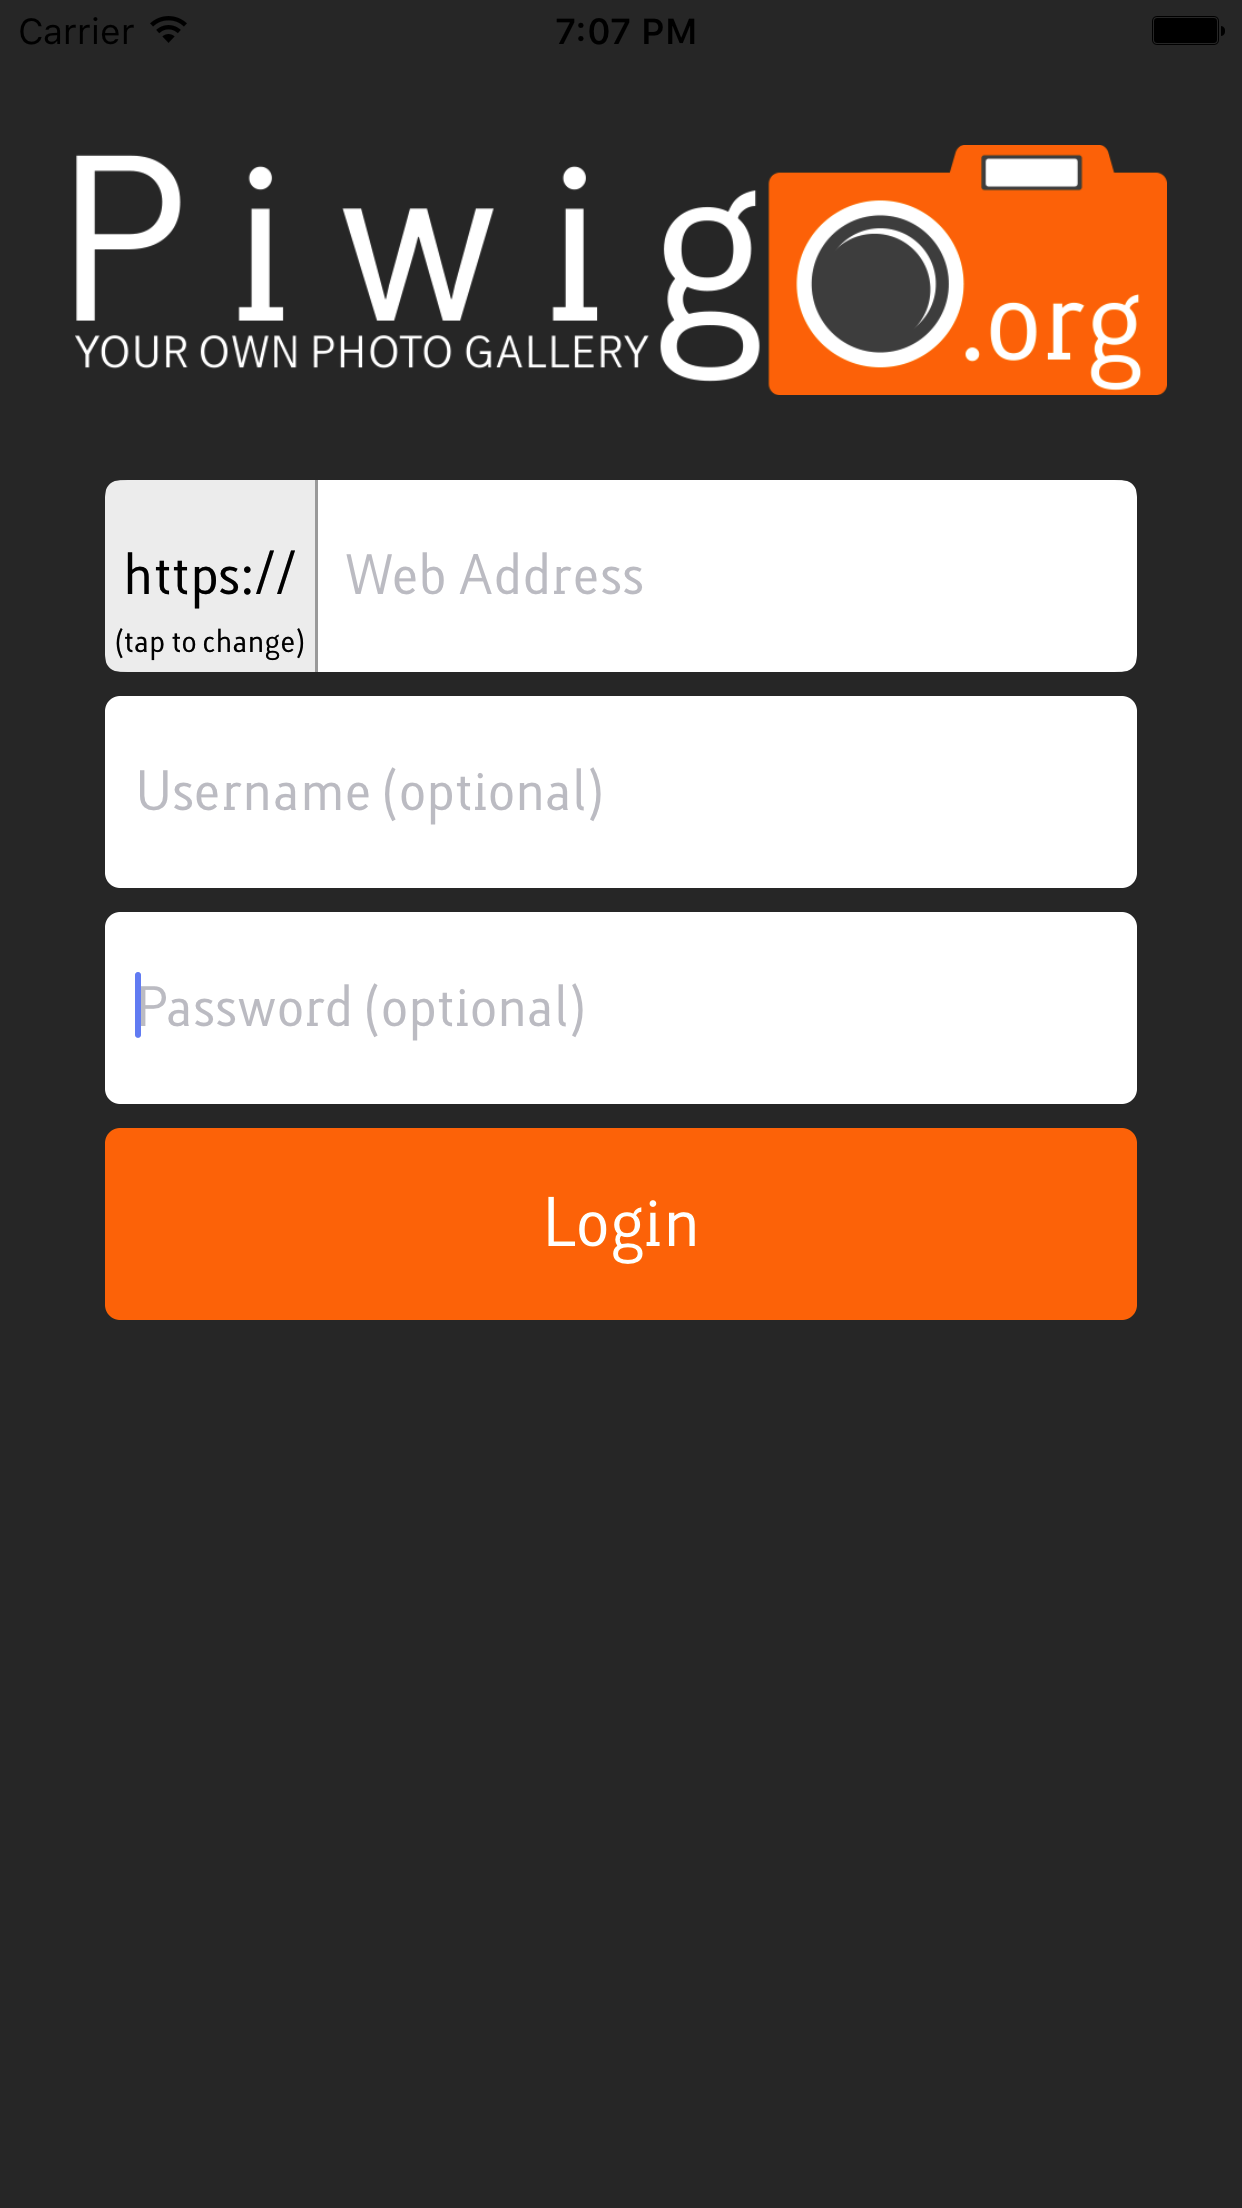 Carrier 7:07 PM
Piwigo.org
YOUR OWN PHOTO GALLERY
https:// Web Address
(tap to change)
Username (optional)
Password (optional)
Login